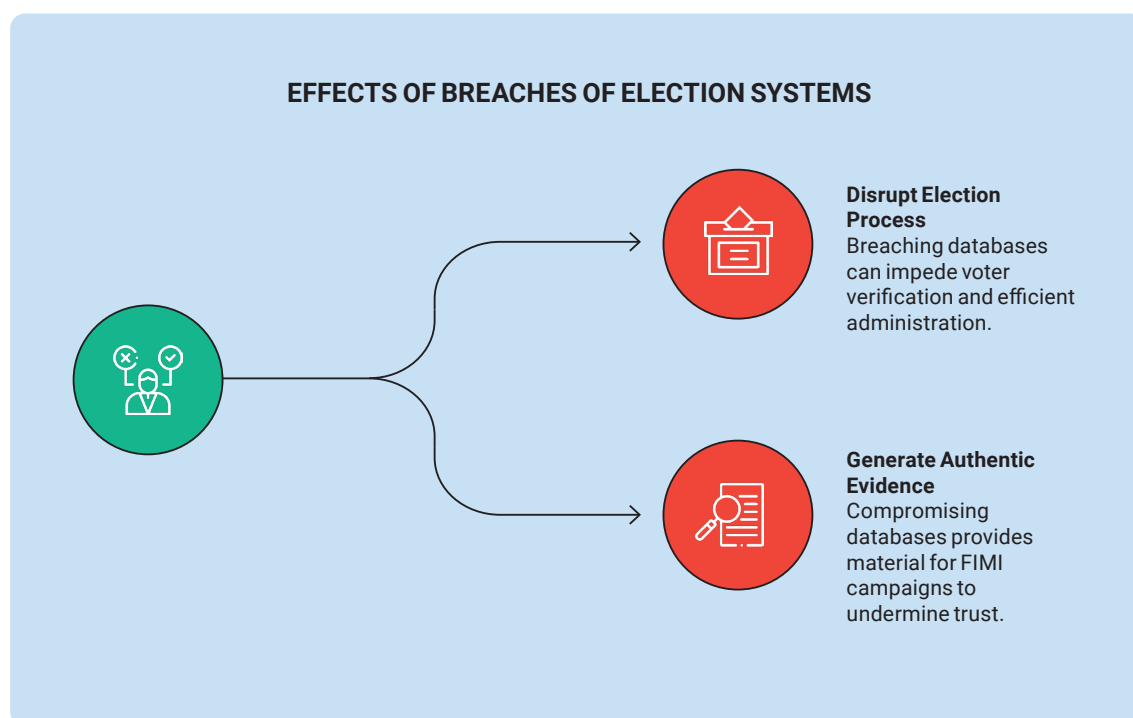 EFFECTS OF BREACHES OF ELECTION SYSTEMS
Disrupt Election
Process
Breaching databases
can impede voter
verification and efficient
administration.
Generate Authentic
Evidence
Compromising
databases provides
material for FIMI
campaigns to
undermine trust.